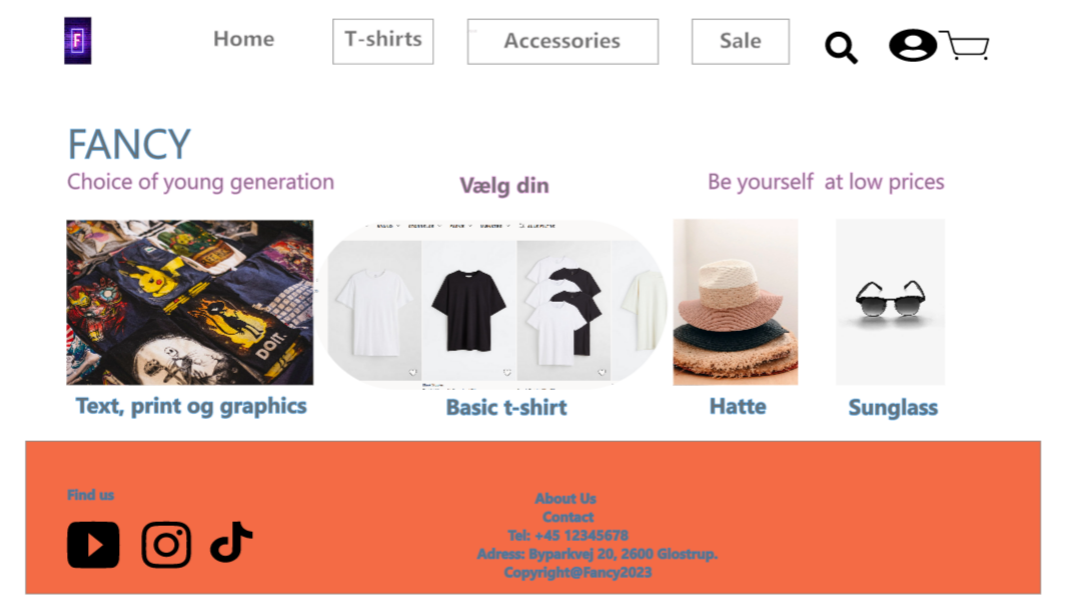 F
Home
T-shirts
Accessories
Sale
FANCY
Choice of young generation
Vælg din
Be yourself at low prices
DO IT.
Text, print og graphics
Basic t-shirt
Hatte
Sunglass
Find us
About Us
Contact
Tel: +45 12345678
Adress: Byparkvej 20, 2600 Glostrup.
Copyright@Fancy2023